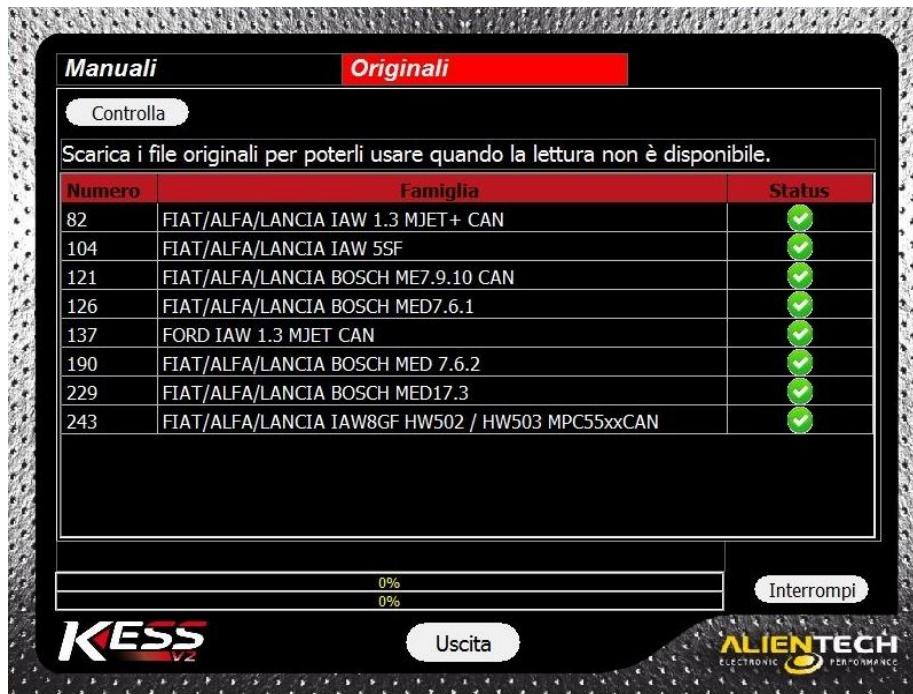 Manuali Originali
Controlla
Scarica i file originali per poterli usare quando la lettura non è disponibile.
Numero Famiglia Status
82 FIAT/ALFA/LANCIA IAW 1.3 MJET+ CAN
104 FIAT/ALFA/LANCIA IAW 5SF
121 FIAT/ALFA/LANCIA BOSCH ME7.9.10 CAN
126 FIAT/ALFA/LANCIA BOSCH MED7.6.1
137 FORD IAW 1.3 MJET CAN
190 FIAT/ALFA/LANCIA BOSCH MED 7.6.2
229 FIAT/ALFA/LANCIA BOSCH MED17.3
243 FIAT/ALFA/LANCIA IAW8GF HW502 / HW503 MPC55xxCAN
0%
0%
Interrompi
KESS V2
Uscita
ALIENTECH
ELECTRONIC PERFORMANCE